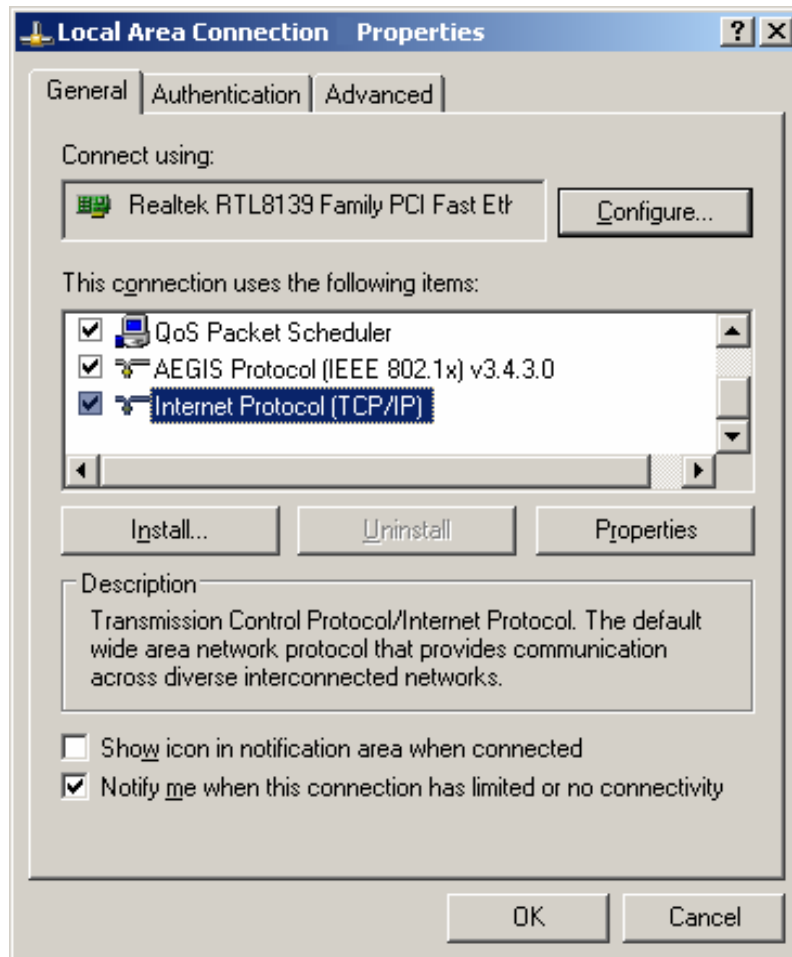 Local Area Connection Properties
General Authentication Advanced
Connect using:
Realtek RTL8139 Family PCI Fast Eth
Configure...
This connection uses the following items:
QoS Packet Scheduler
AEGIS Protocol (IEEE 802.1x) v3.4.3.0
Internet Protocol (TCP/IP)
Install... Uninstall Properties
Description
Transmission Control Protocol/Internet Protocol. The default
wide area network protocol that provides communication
across diverse interconnected networks.
Show icon in notification area when connected
Notify me when this connection has limited or no connectivity
OK Cancel